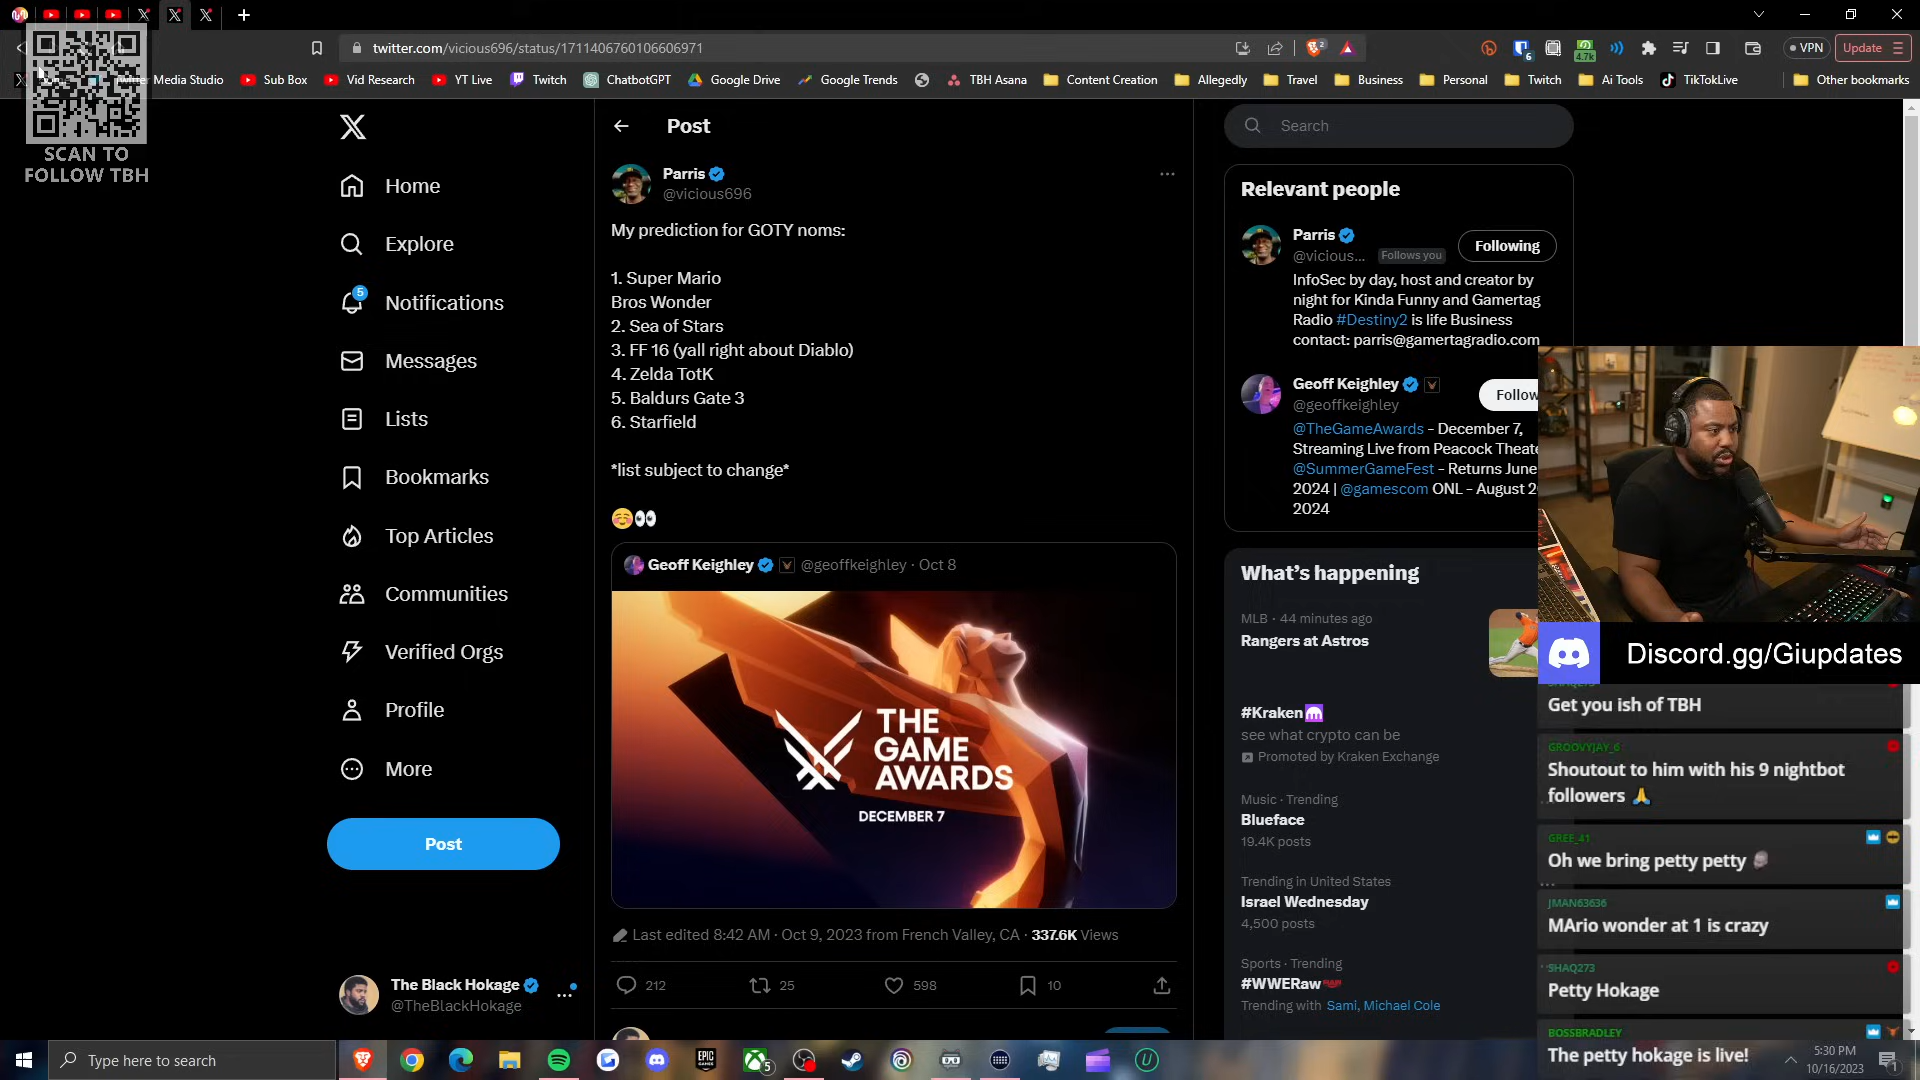 twitter.com/vicious696/status/1711406760106606971
VPN
Update
Twitter Media Studio
Sub Box
Vid Research
YT Live
Twitch
ChatbotGPT
Google Drive
Google Trends
TBH Asana
Content Creation
Allegedly
Travel
Business
Personal
Twitch
Ai Tools
TikTokLive
Other bookmarks
SCAN TO
FOLLOW TBH
Home
Explore
5
Notifications
Messages
Lists
Bookmarks
Top Articles
Communities
Verified Orgs
Profile
More
Post
The Black Hokage
@TheBlackHokage
Post
Parris
@vicious696
My prediction for GOTY noms:
1. Super Mario
Bros Wonder
2. Sea of Stars
3. FF 16 (yall right about Diablo)
4. Zelda TotK
5. Baldurs Gate 3
6. Starfield
*list subject to change*
☺️👀
Geoff Keighley @geoffkeighley · Oct 8
THE
GAME
AWARDS
DECEMBER 7
Last edited 8:42 AM · Oct 9, 2023 from French Valley, CA · 337.6K Views
212
25
598
10
Search
Relevant people
Parris
@vicious...
Follows you
Following
InfoSec by day, host and creator by
night for Kinda Funny and Gamertag
Radio #Destiny2 is life Business
contact: parris@gamertagradio.com
Geoff Keighley
@geoffkeighley
Follow
@TheGameAwards - December 7,
Streaming Live from Peacock Theate
@SummerGameFest - Returns June
2024 | @gamescom ONL - August 2
2024
What's happening
MLB · 44 minutes ago
Rangers at Astros
#Kraken
see what crypto can be
Promoted by Kraken Exchange
Music · Trending
Blueface
19.4K posts
Trending in United States
Israel Wednesday
4,500 posts
Sports · Trending
#WWERaw
Trending with Sami, Michael Cole
Discord.gg/Giupdates
Get you ish of TBH
GROOVYJAY_6
Shoutout to him with his 9 nightbot
followers 🙏
GREE_41
Oh we bring petty petty
JMAN63636
MArio wonder at 1 is crazy
SHAQ273
Petty Hokage
BOSSBRADLEY
The petty hokage is live!
Type here to search
EPIC
GAMES
5
5:30 PM
10/16/2023